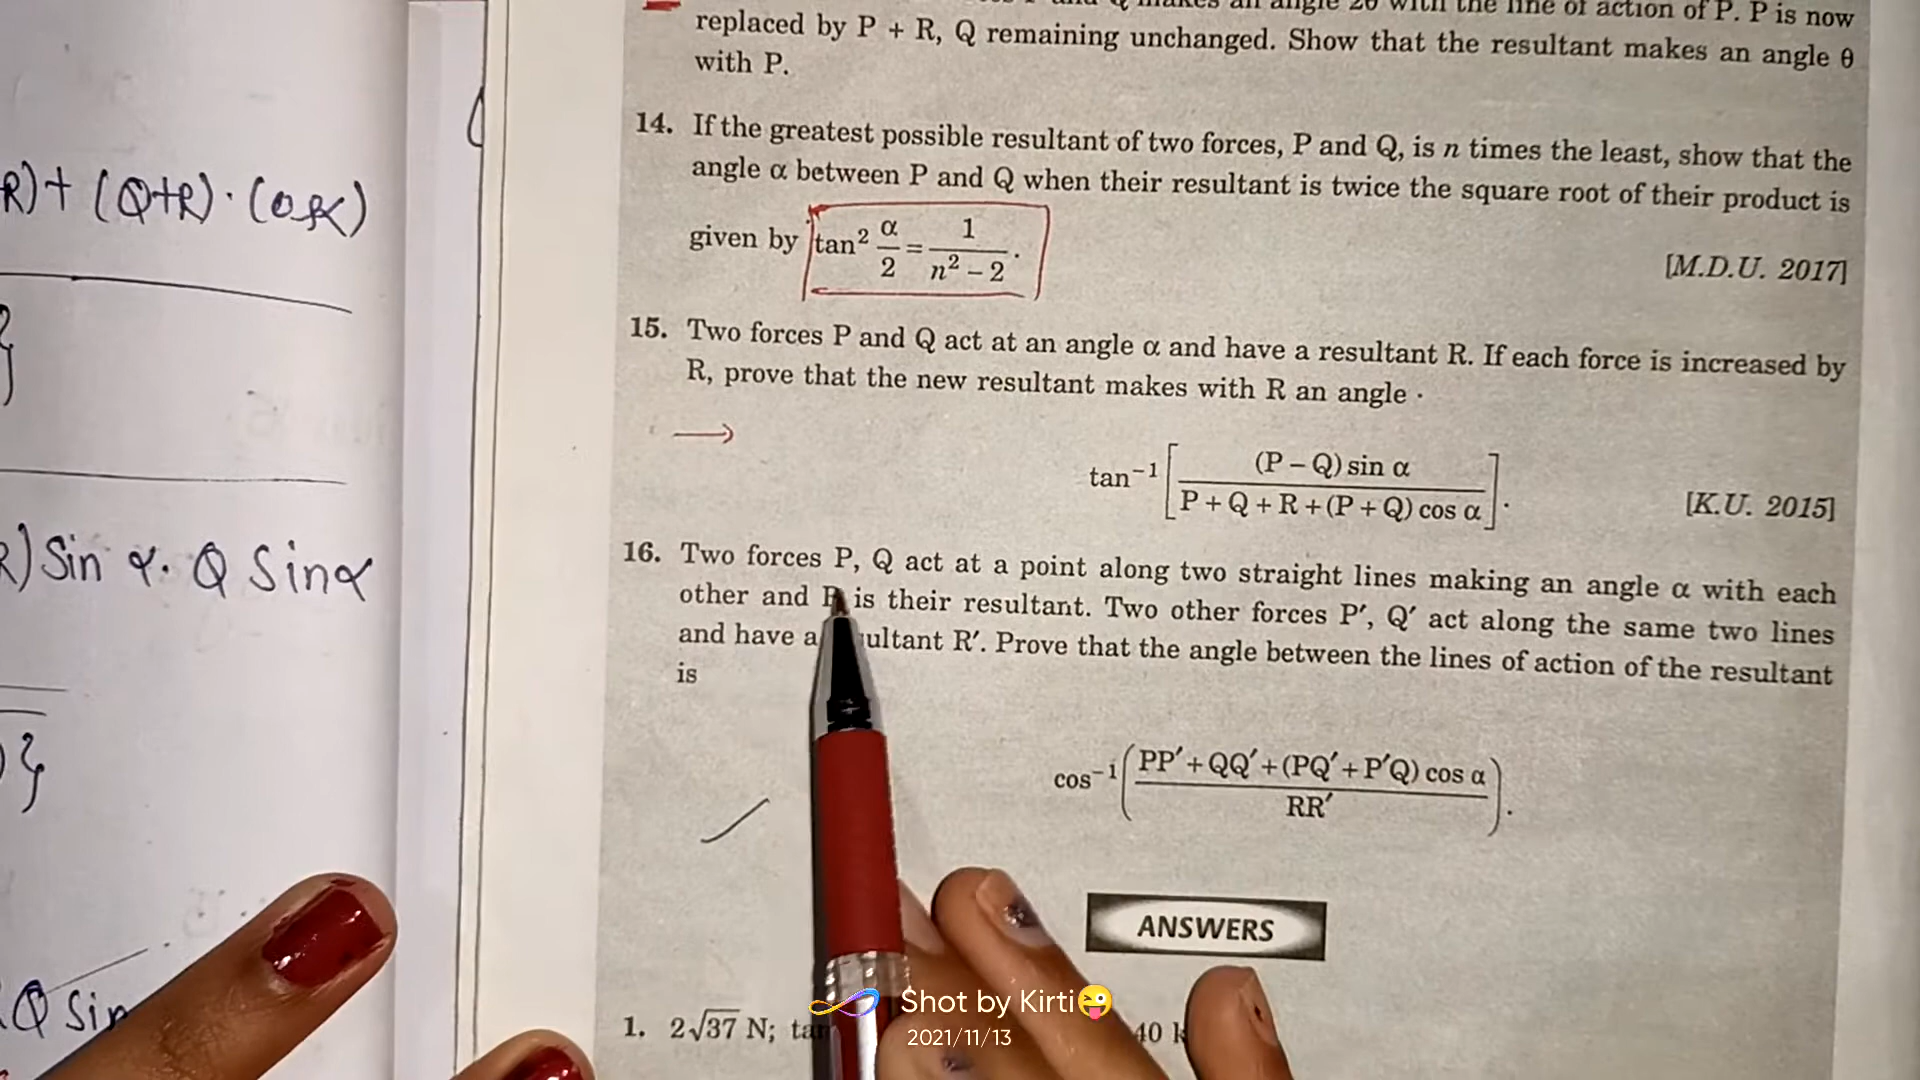 replaced by P + R, Q remaining unchanged. Show that the resultant makes an angle θ
with P.
14. If the greatest possible resultant of two forces, P and Q, is n times the least, show that the
angle α between P and Q when their resultant is twice the square root of their product is
given by tan² α/2 = 1/(n² – 2).
[M.D.U. 2017]
15. Two forces P and Q act at an angle α and have a resultant R. If each force is increased by
R, prove that the new resultant makes with R an angle
tan⁻¹ [(P – Q) sin α / P + Q + R + (P + Q) cos α].
[K.U. 2015]
16. Two forces P, Q act at a point along two straight lines making an angle α with each
other and R is their resultant. Two other forces P′, Q′ act along the same two lines
and have a ultant R′. Prove that the angle between the lines of action of the resultant
is
cos⁻¹ (PP′ + QQ′ + (PQ′ + P′Q) cos α / RR′).
ANSWERS
1. 2√37 N; tan
40 k
R) + (Q+R) · Cosα)
R) Sin α · Q Sinα
Q Sin
Shot by Kirti😜
2021/11/13